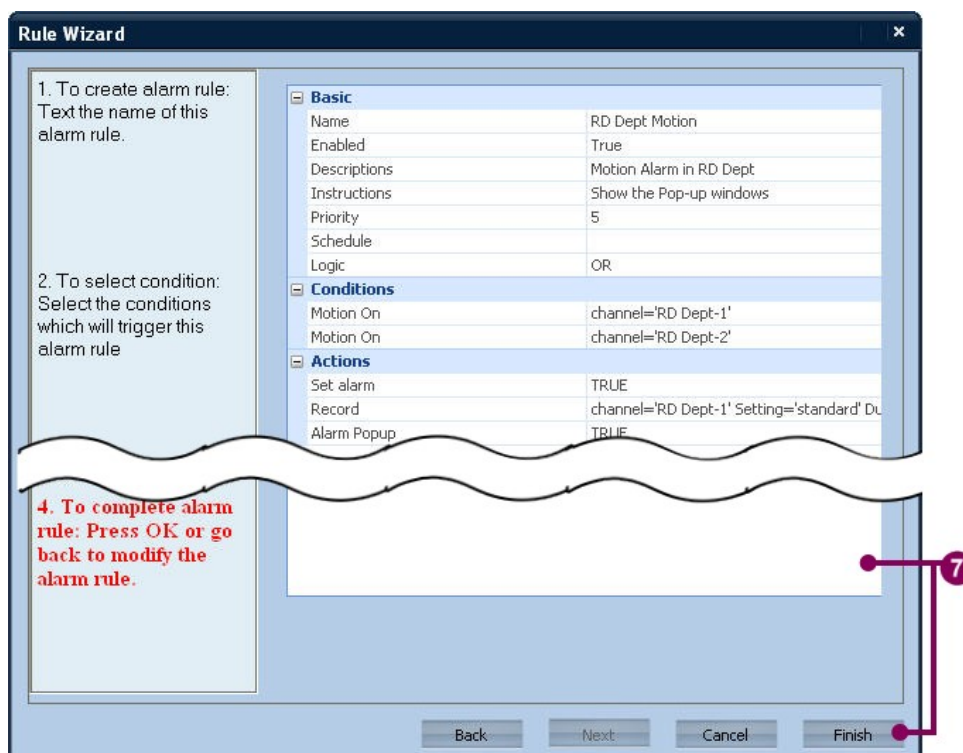 Rule Wizard
1. To create alarm rule:
Text the name of this
alarm rule.
2. To select condition:
Select the conditions
which will trigger this
alarm rule
4. To complete alarm
rule: Press OK or go
back to modify the
alarm rule.
Basic
Name RD Dept Motion
Enabled True
Descriptions Motion Alarm in RD Dept
Instructions Show the Pop-up windows
Priority 5
Schedule
Logic OR
Conditions
Motion On channel='RD Dept-1'
Motion On channel='RD Dept-2'
Actions
Set alarm TRUE
Record channel='RD Dept-1' Setting='standard' Du
Alarm Popup TRUE
7
Back Next Cancel Finish